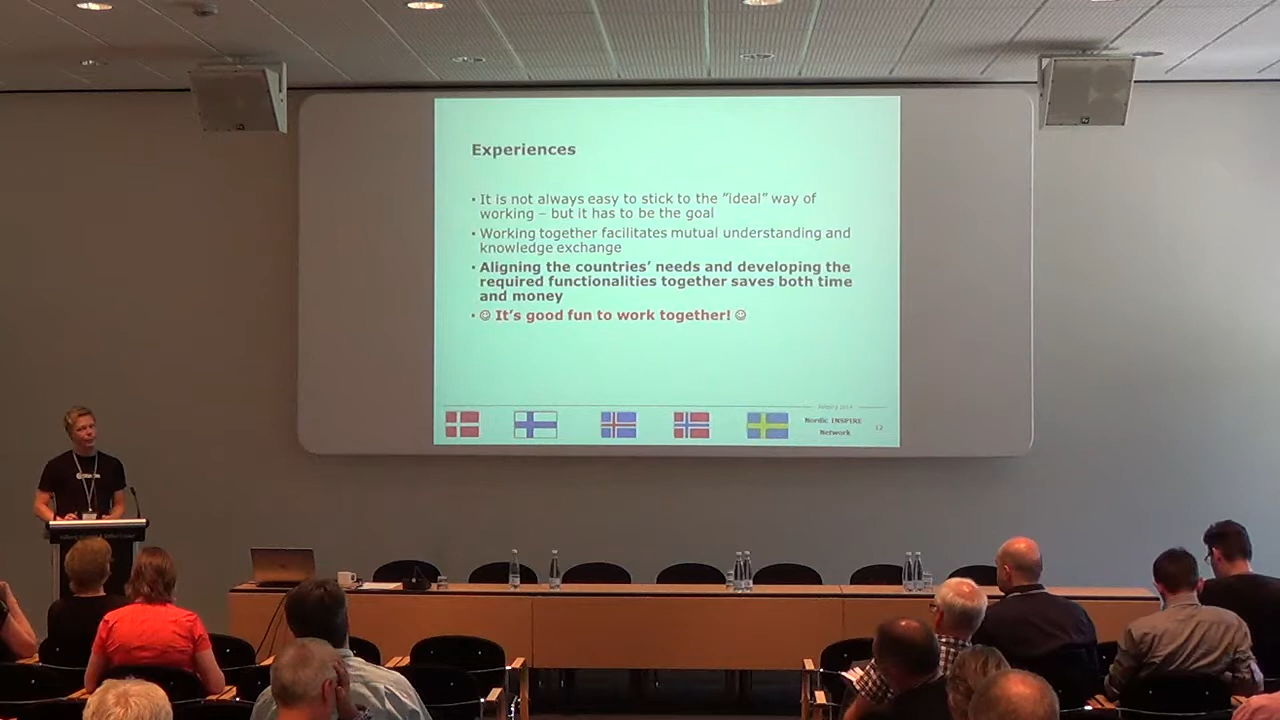 Experiences
• It is not always easy to stick to the ”ideal” way of
working – but it has to be the goal
• Working together facilitates mutual understanding and
knowledge exchange
• Aligning the countries’ needs and developing the
required functionalities together saves both time
and money
• ☺ It’s good fun to work together! ☺
Nordic INSPIRE
Network
12